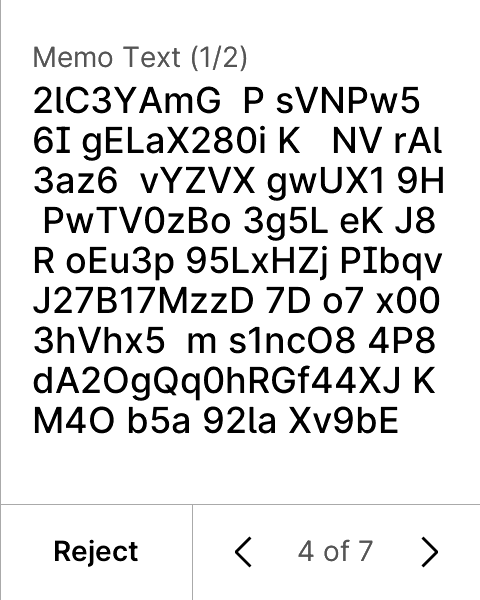 Memo Text (1/2)
2lC3YAmG  P sVNPw5
6I gELaX280i K   NV rAl
3az6  vYZVX gwUX1 9H
 PwTV0zBo 3g5L eK J8
R oEu3p 95LxHZj PIbqv
J27B17MzzD 7D o7 x00
3hVhx5  m s1ncO8 4P8
dA2OgQq0hRGf44XJ K
M4O b5a 92la Xv9bE
Reject
4 of 7